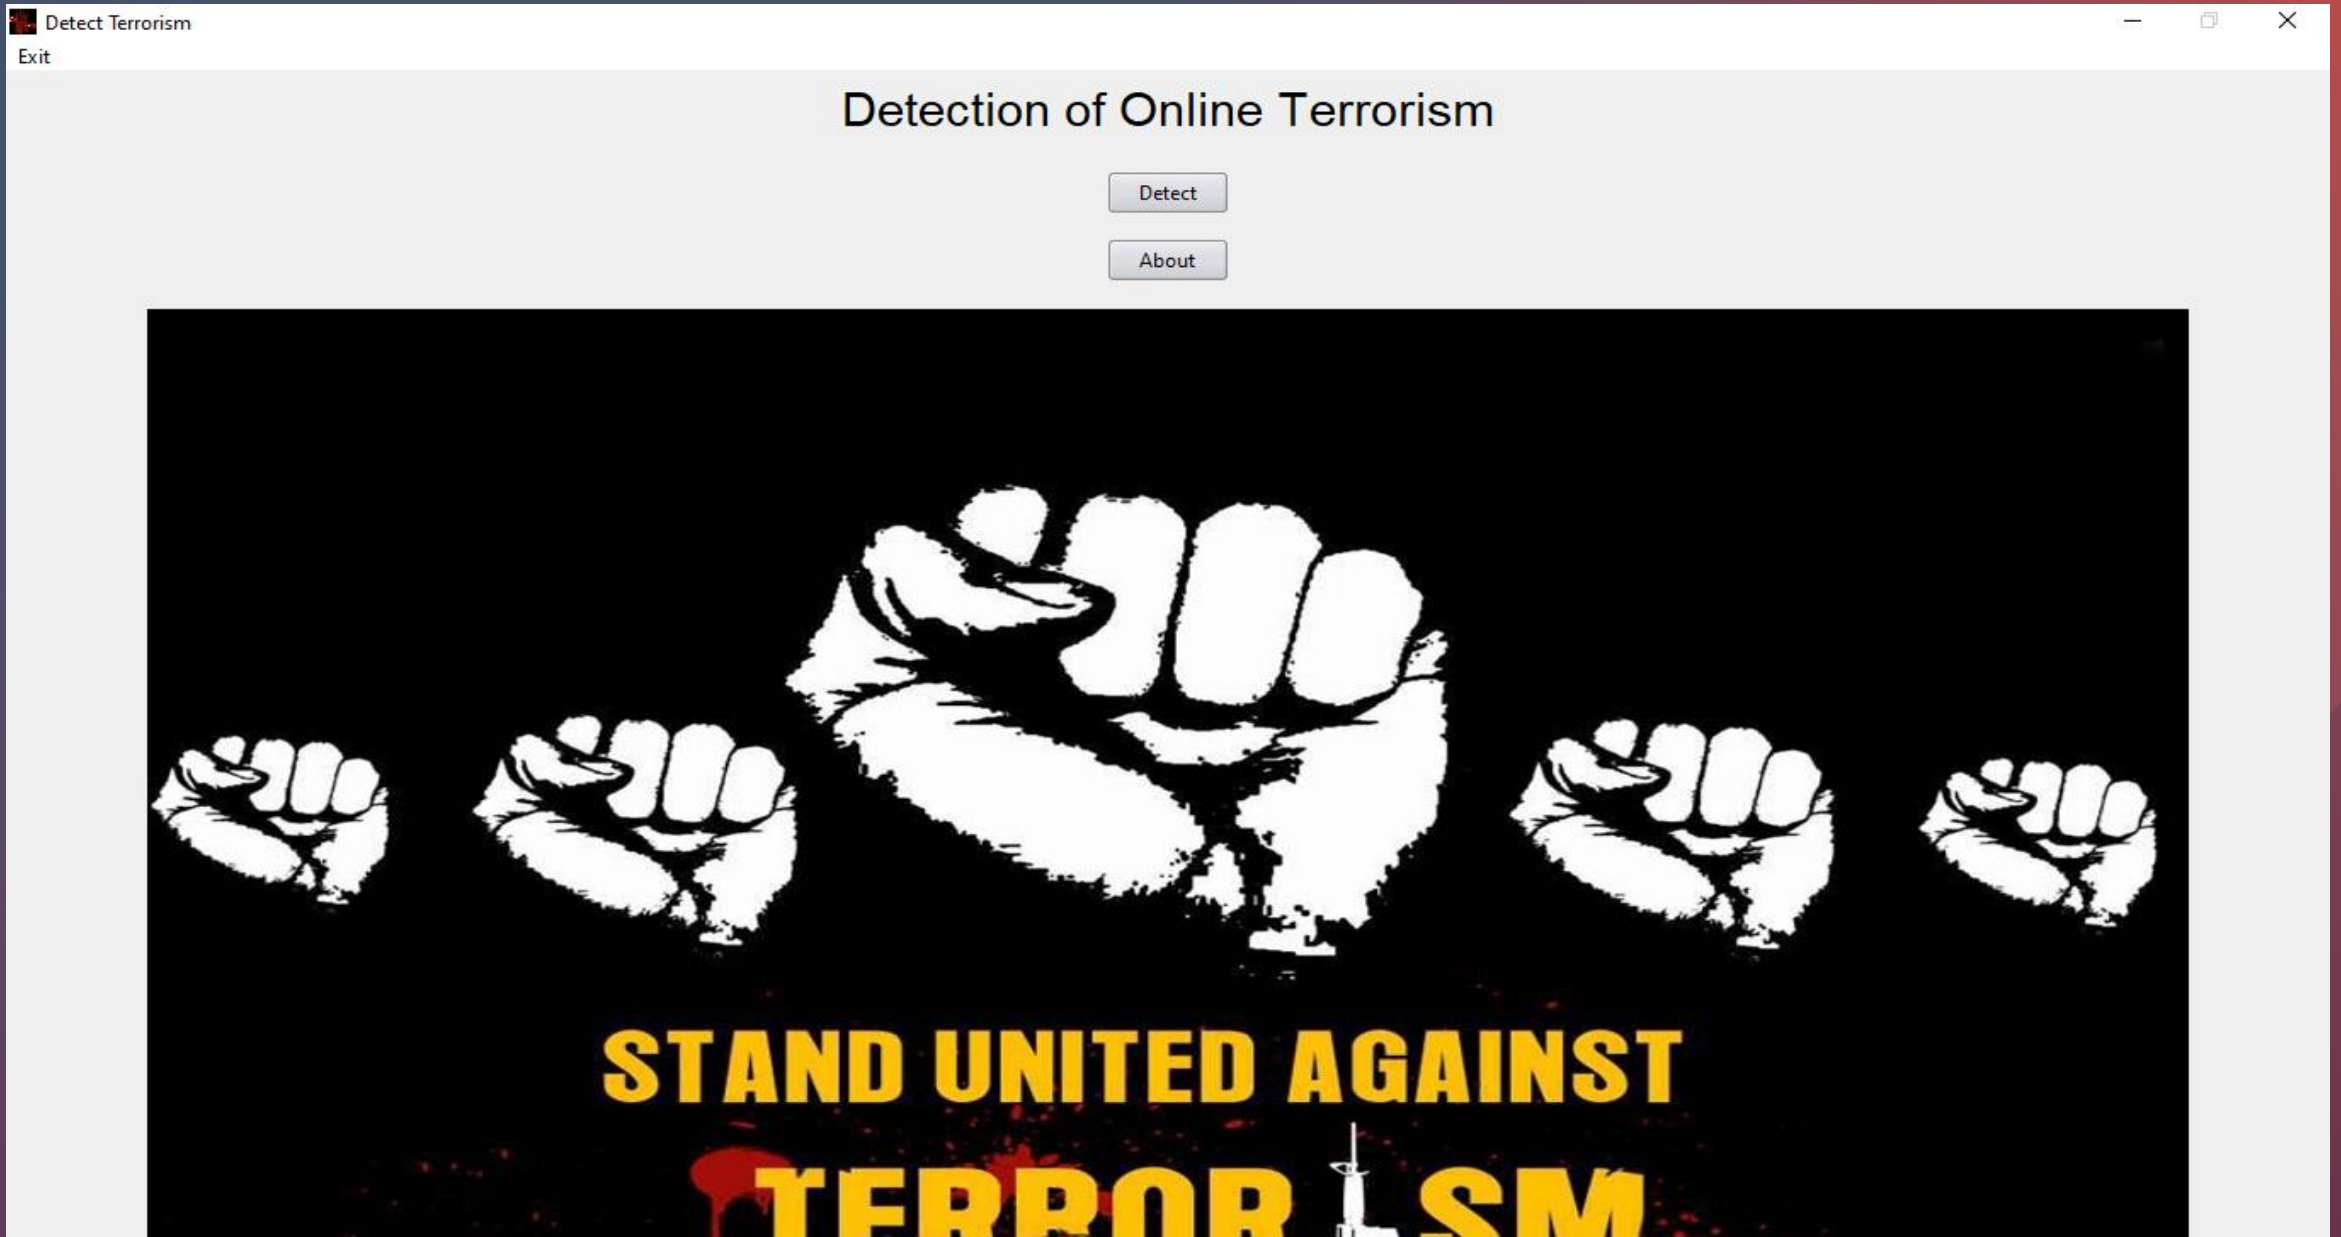 Detect Terrorism
Exit
Detection of Online Terrorism
Detect
About
STAND UNITED AGAINST
TERRORISM